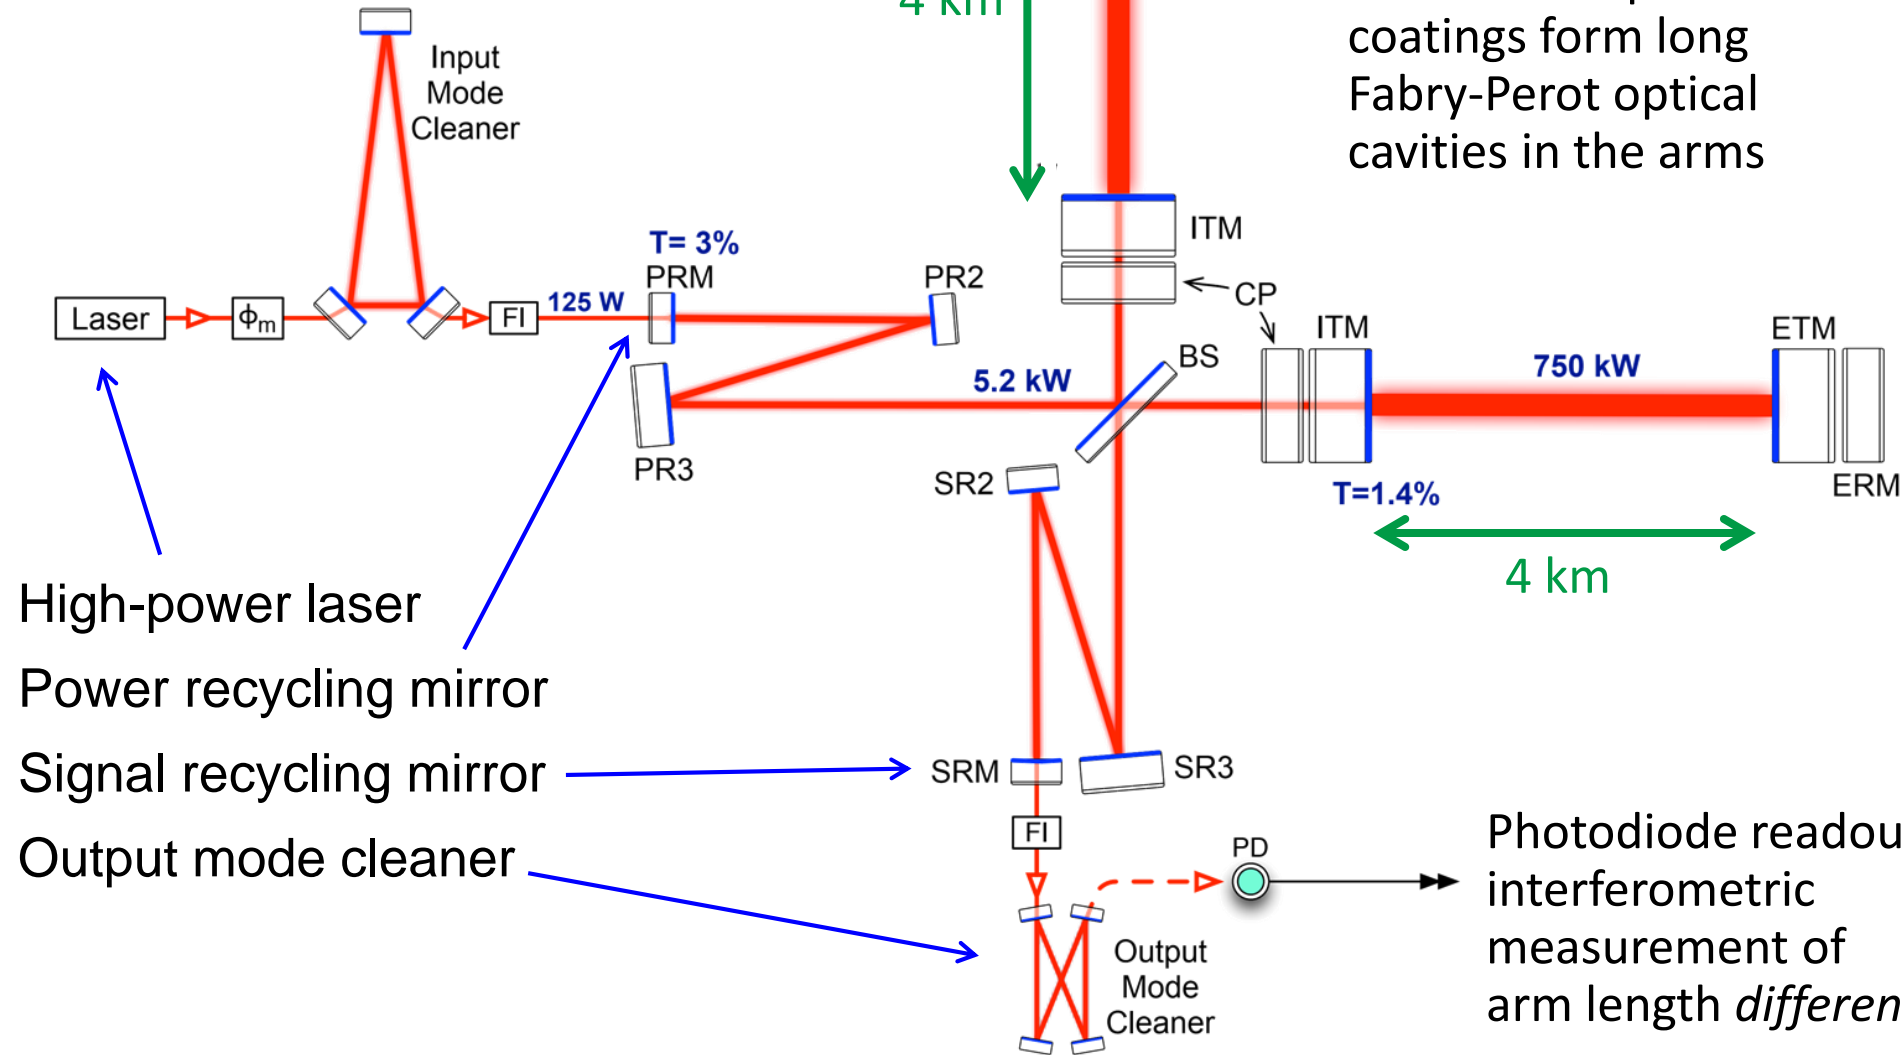 4 km
coatings form long
Fabry-Perot optical
cavities in the arms
Input
Mode
Cleaner
ITM
T= 3%
PRM
PR2
CP
Laser
ϕm
FI
125 W
ITM
ETM
BS
750 kW
5.2 kW
PR3
SR2
T=1.4%
ERM
4 km
High-power laser
Power recycling mirror
Signal recycling mirror
SRM
SR3
FI
Output mode cleaner
PD
Photodiode readou
interferometric
measurement of
arm length differen
Output
Mode
Cleaner